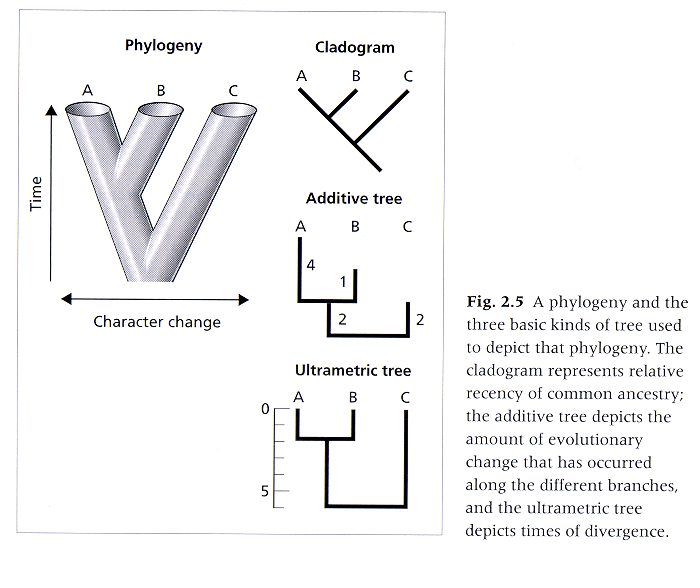 Phylogeny
A B C
Time
Character change
Cladogram
A B C
Additive tree
A B C
4
1
2 2
Ultrametric tree
A B C
0
5
Fig. 2.5 A phylogeny and the
three basic kinds of tree used
to depict that phylogeny. The
cladogram represents relative
recency of common ancestry;
the additive tree depicts the
amount of evolutionary
change that has occurred
along the different branches,
and the ultrametric tree
depicts times of divergence.